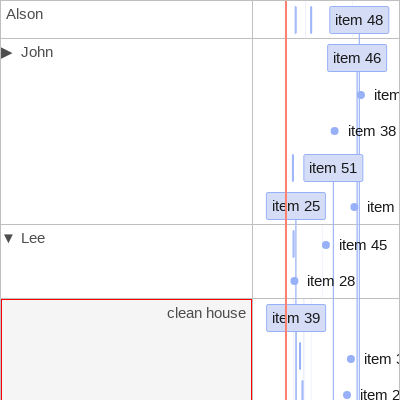 Alson
item 48
▶ John
item 46
item
item 38
item 51
item 25
item
▼ Lee
item 45
item 28
clean house
item 39
item
item 2